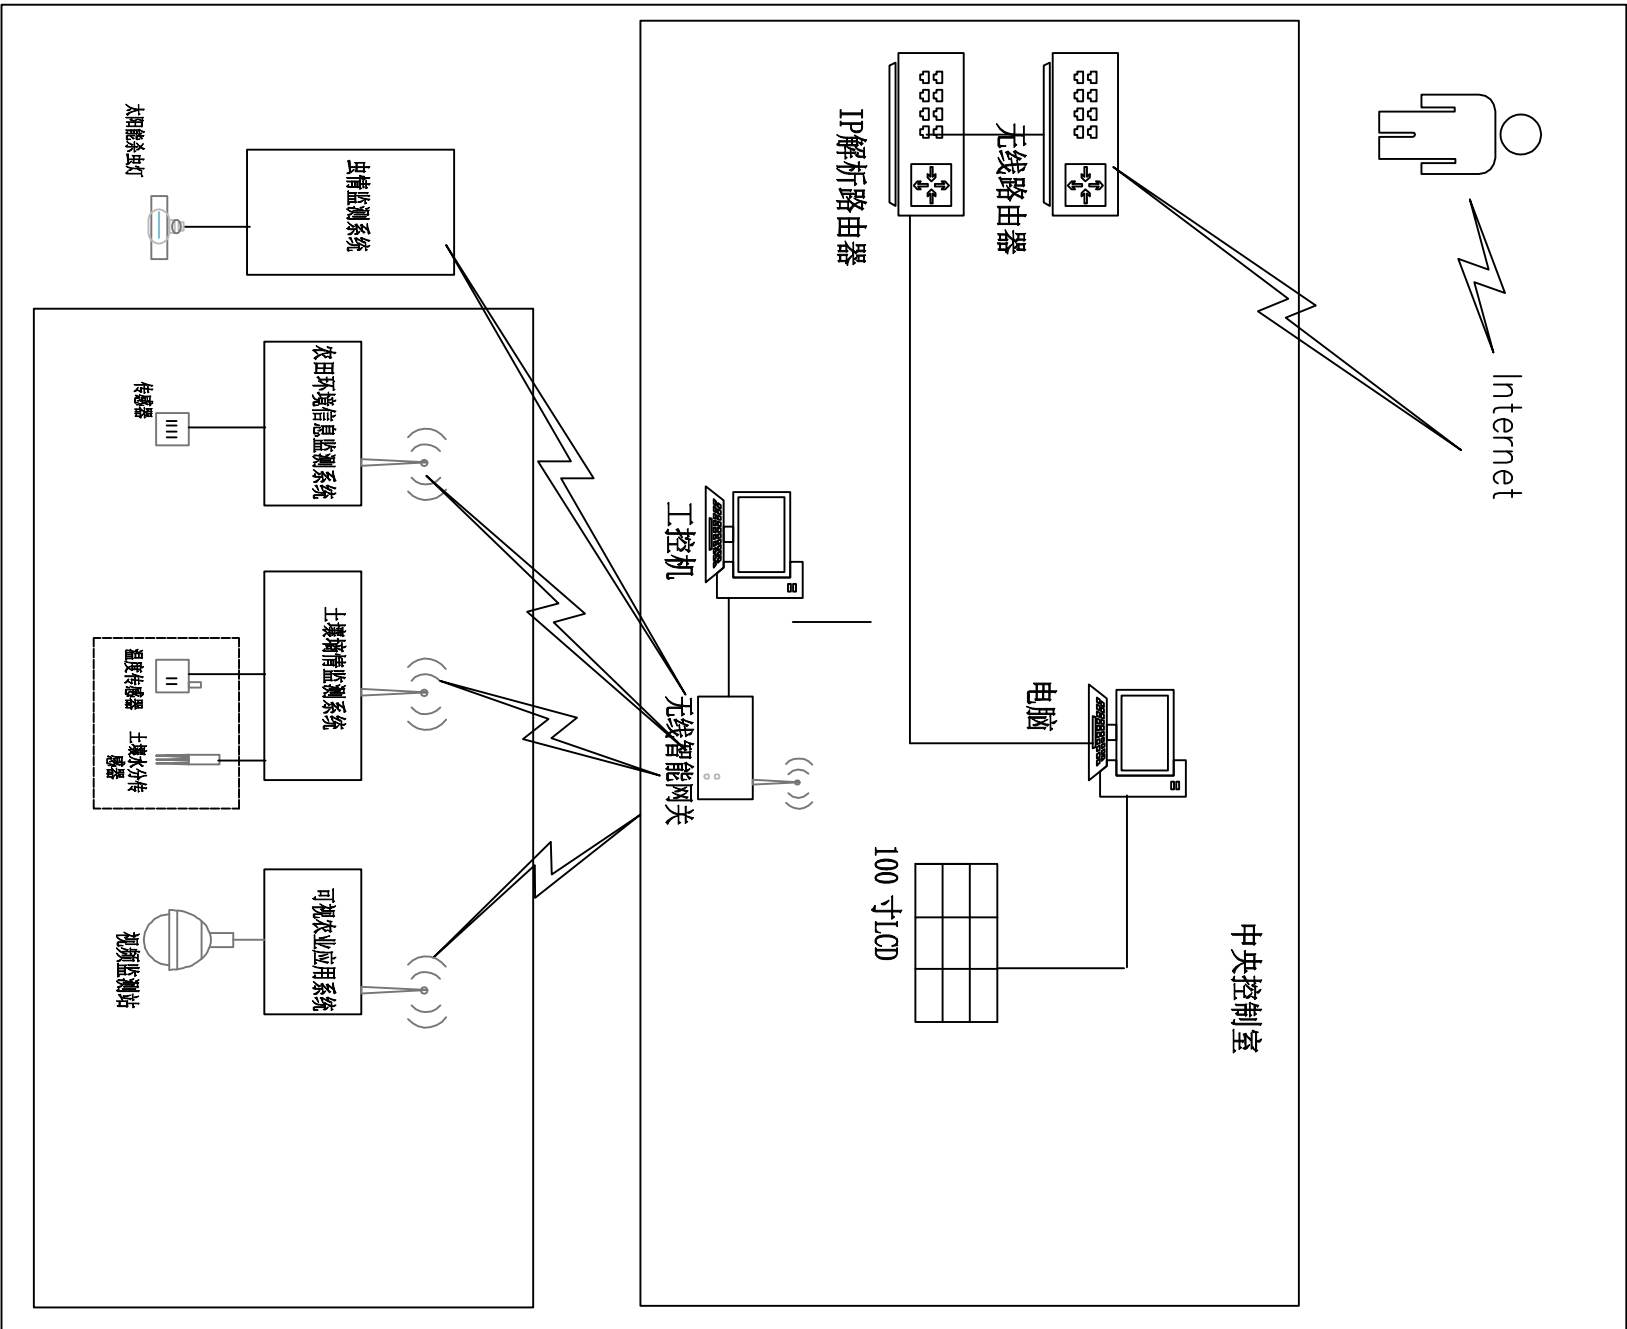 Internet
中央控制室
无线路由器
IP解析路由器
电脑
100 寸LCD
工控机
无线智能网关
虫情监测系统
农田环境信息监测系统
土壤墒情监测系统
可视农业应用系统
太阳能杀虫灯
传感器
温度传感器
土壤水分传
感器
视频监测站